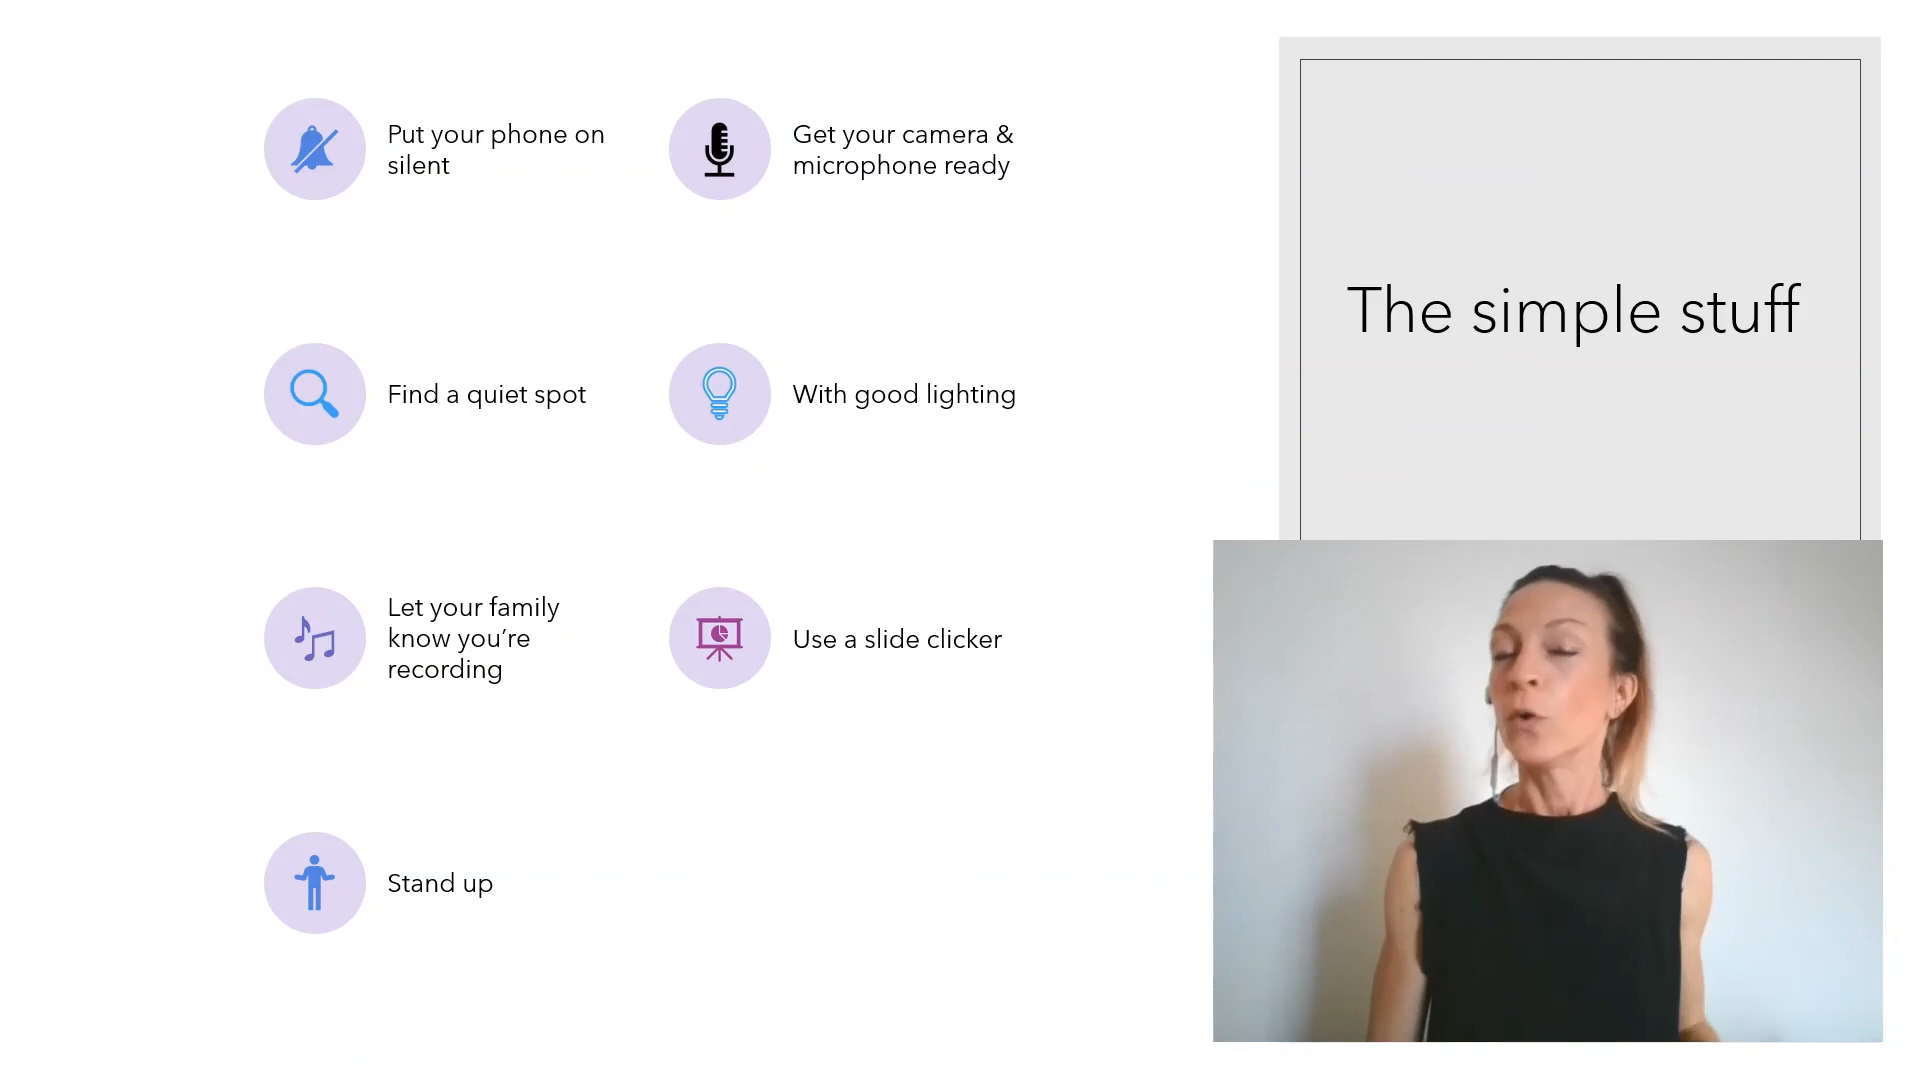 Put your phone on
silent
Get your camera &
microphone ready
Find a quiet spot
With good lighting
Let your family
know you’re
recording
Use a slide clicker
Stand up
The simple stuff